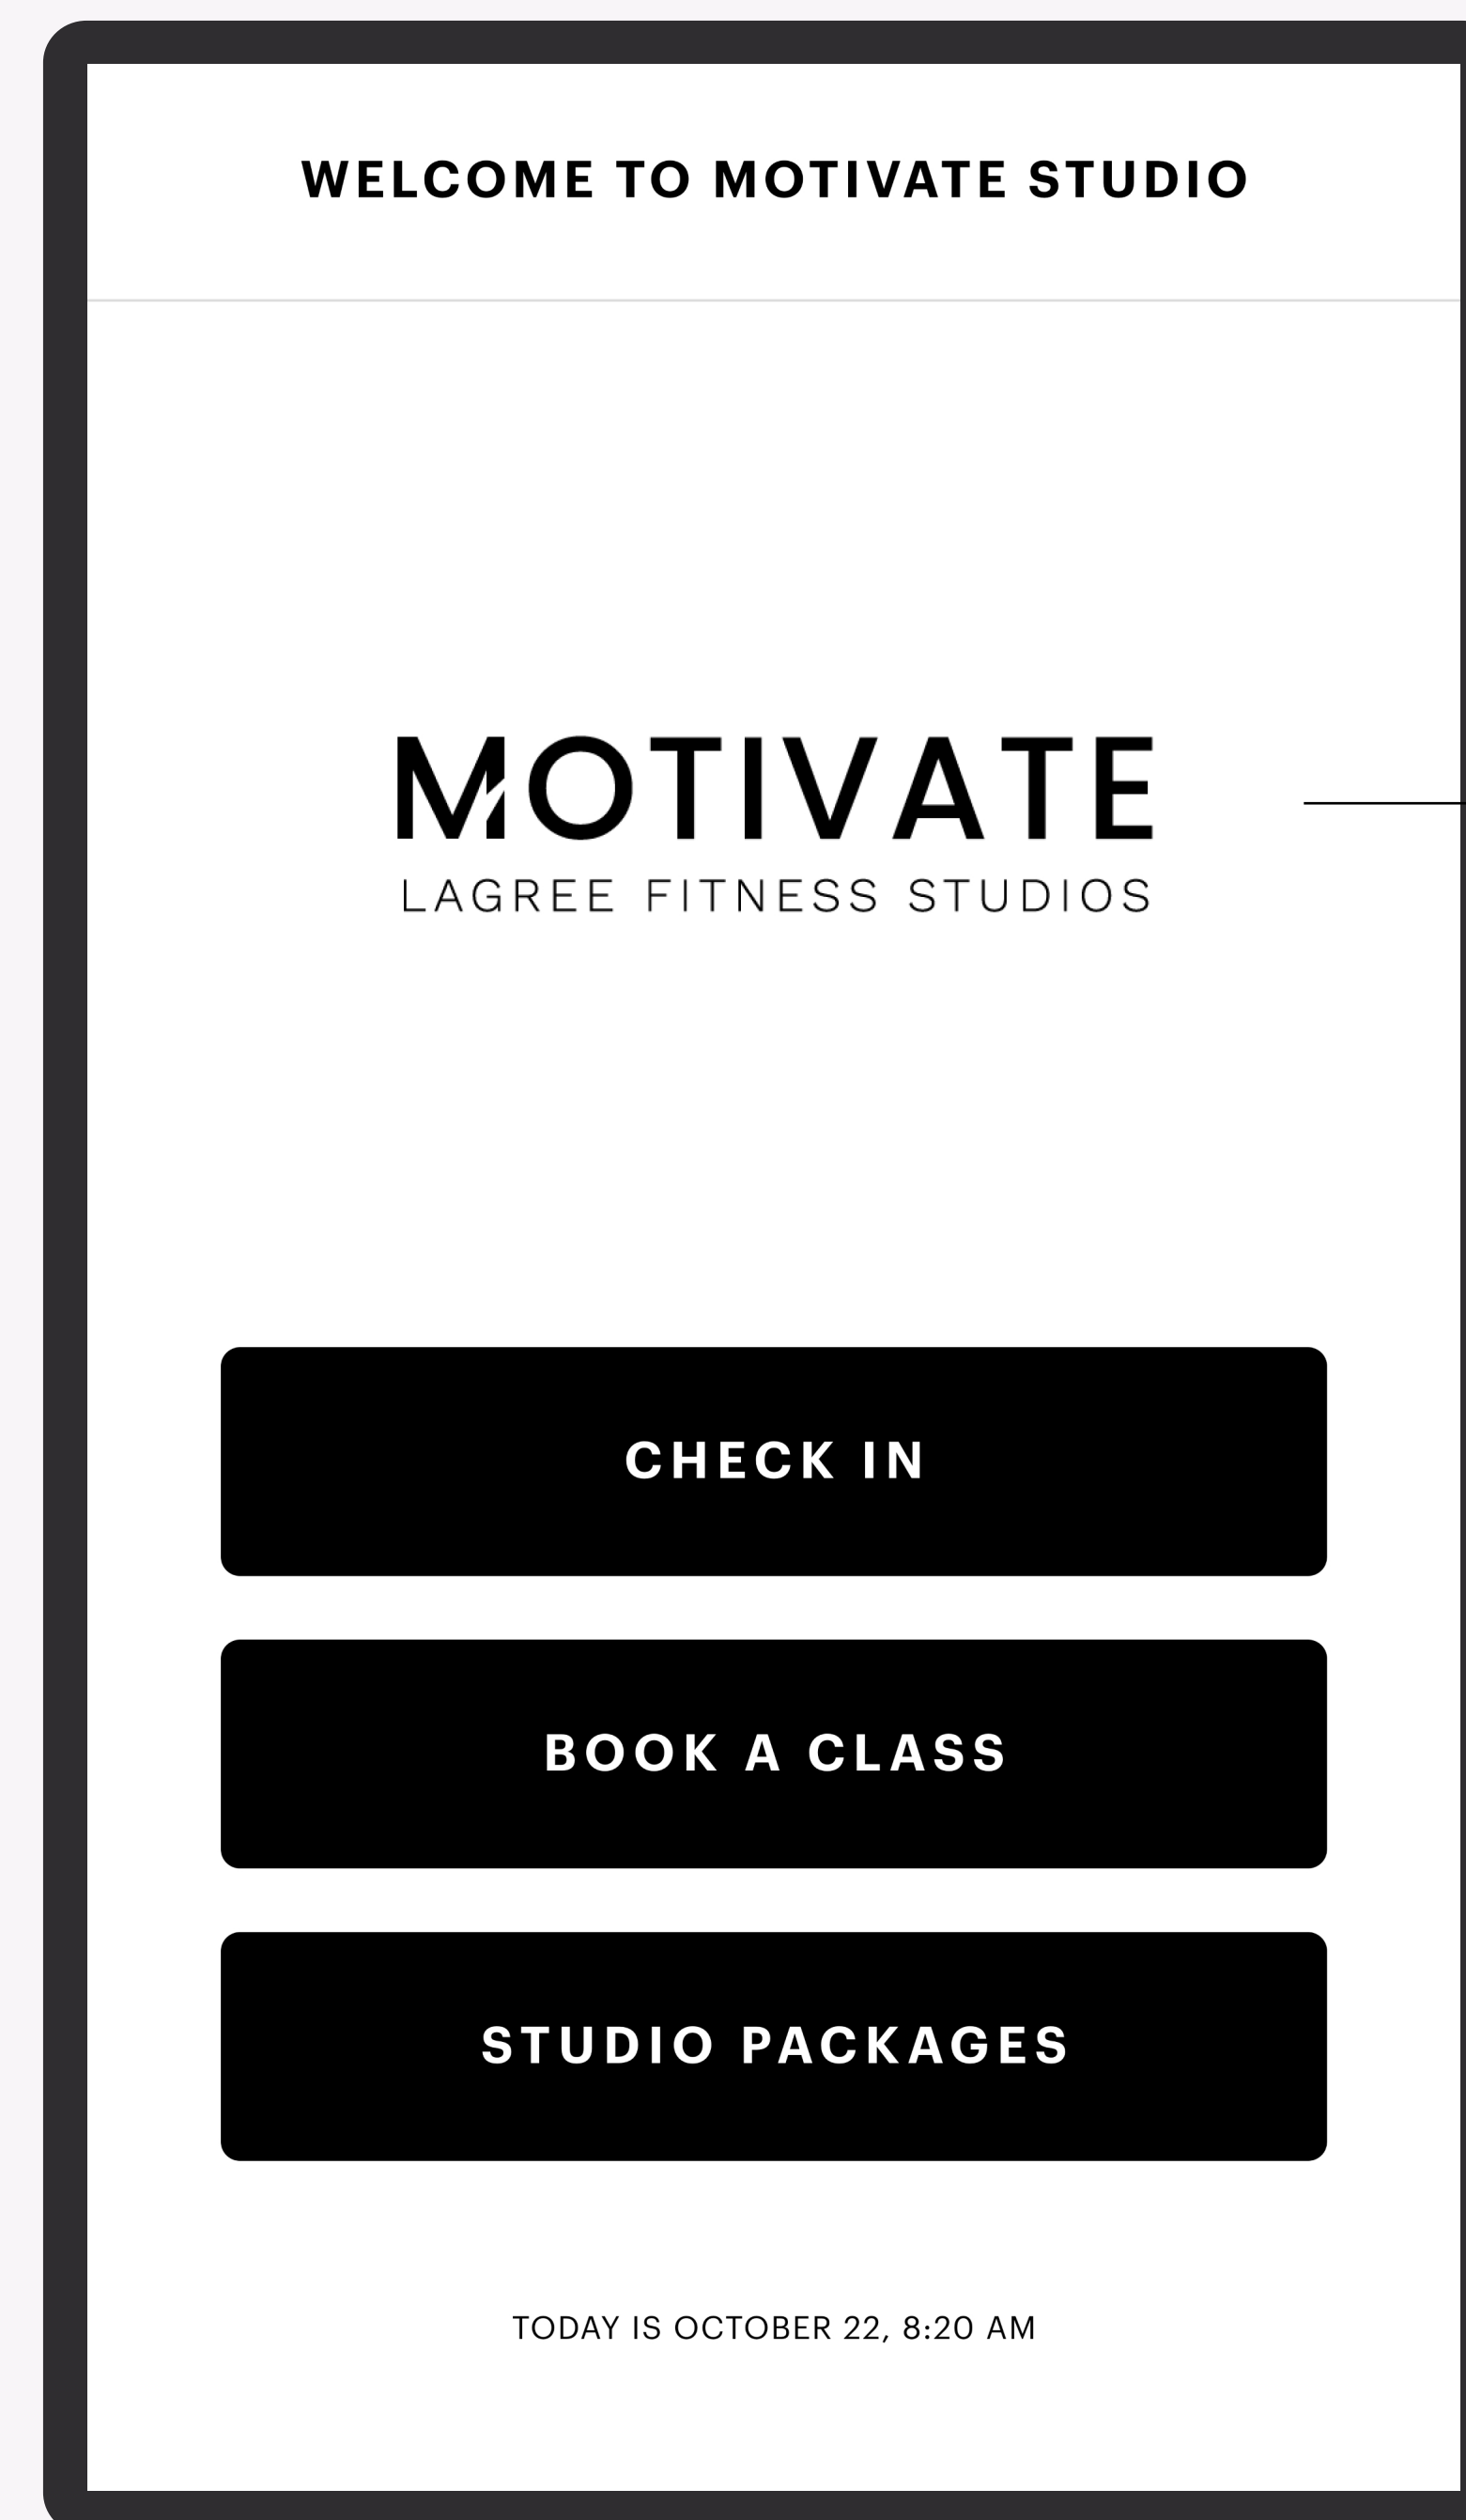 WELCOME TO MOTIVATE STUDIO
MOTIVATE
LAGREE FITNESS STUDIOS
CHECK IN
BOOK A CLASS
STUDIO PACKAGES
TODAY IS OCTOBER 22, 8:20 AM